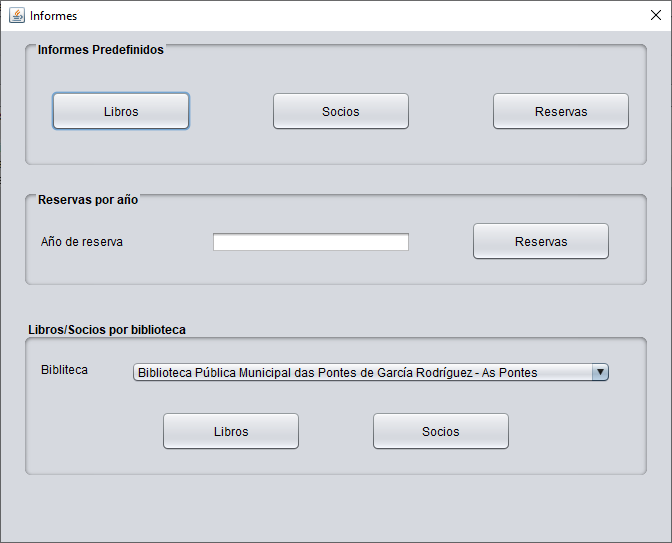 Informes
Informes Predefinidos
Libros Socios Reservas
Reservas por año
Año de reserva Reservas
Libros/Socios por biblioteca
Bibliteca Biblioteca Pública Municipal das Pontes de García Rodríguez - As Pontes
Libros Socios